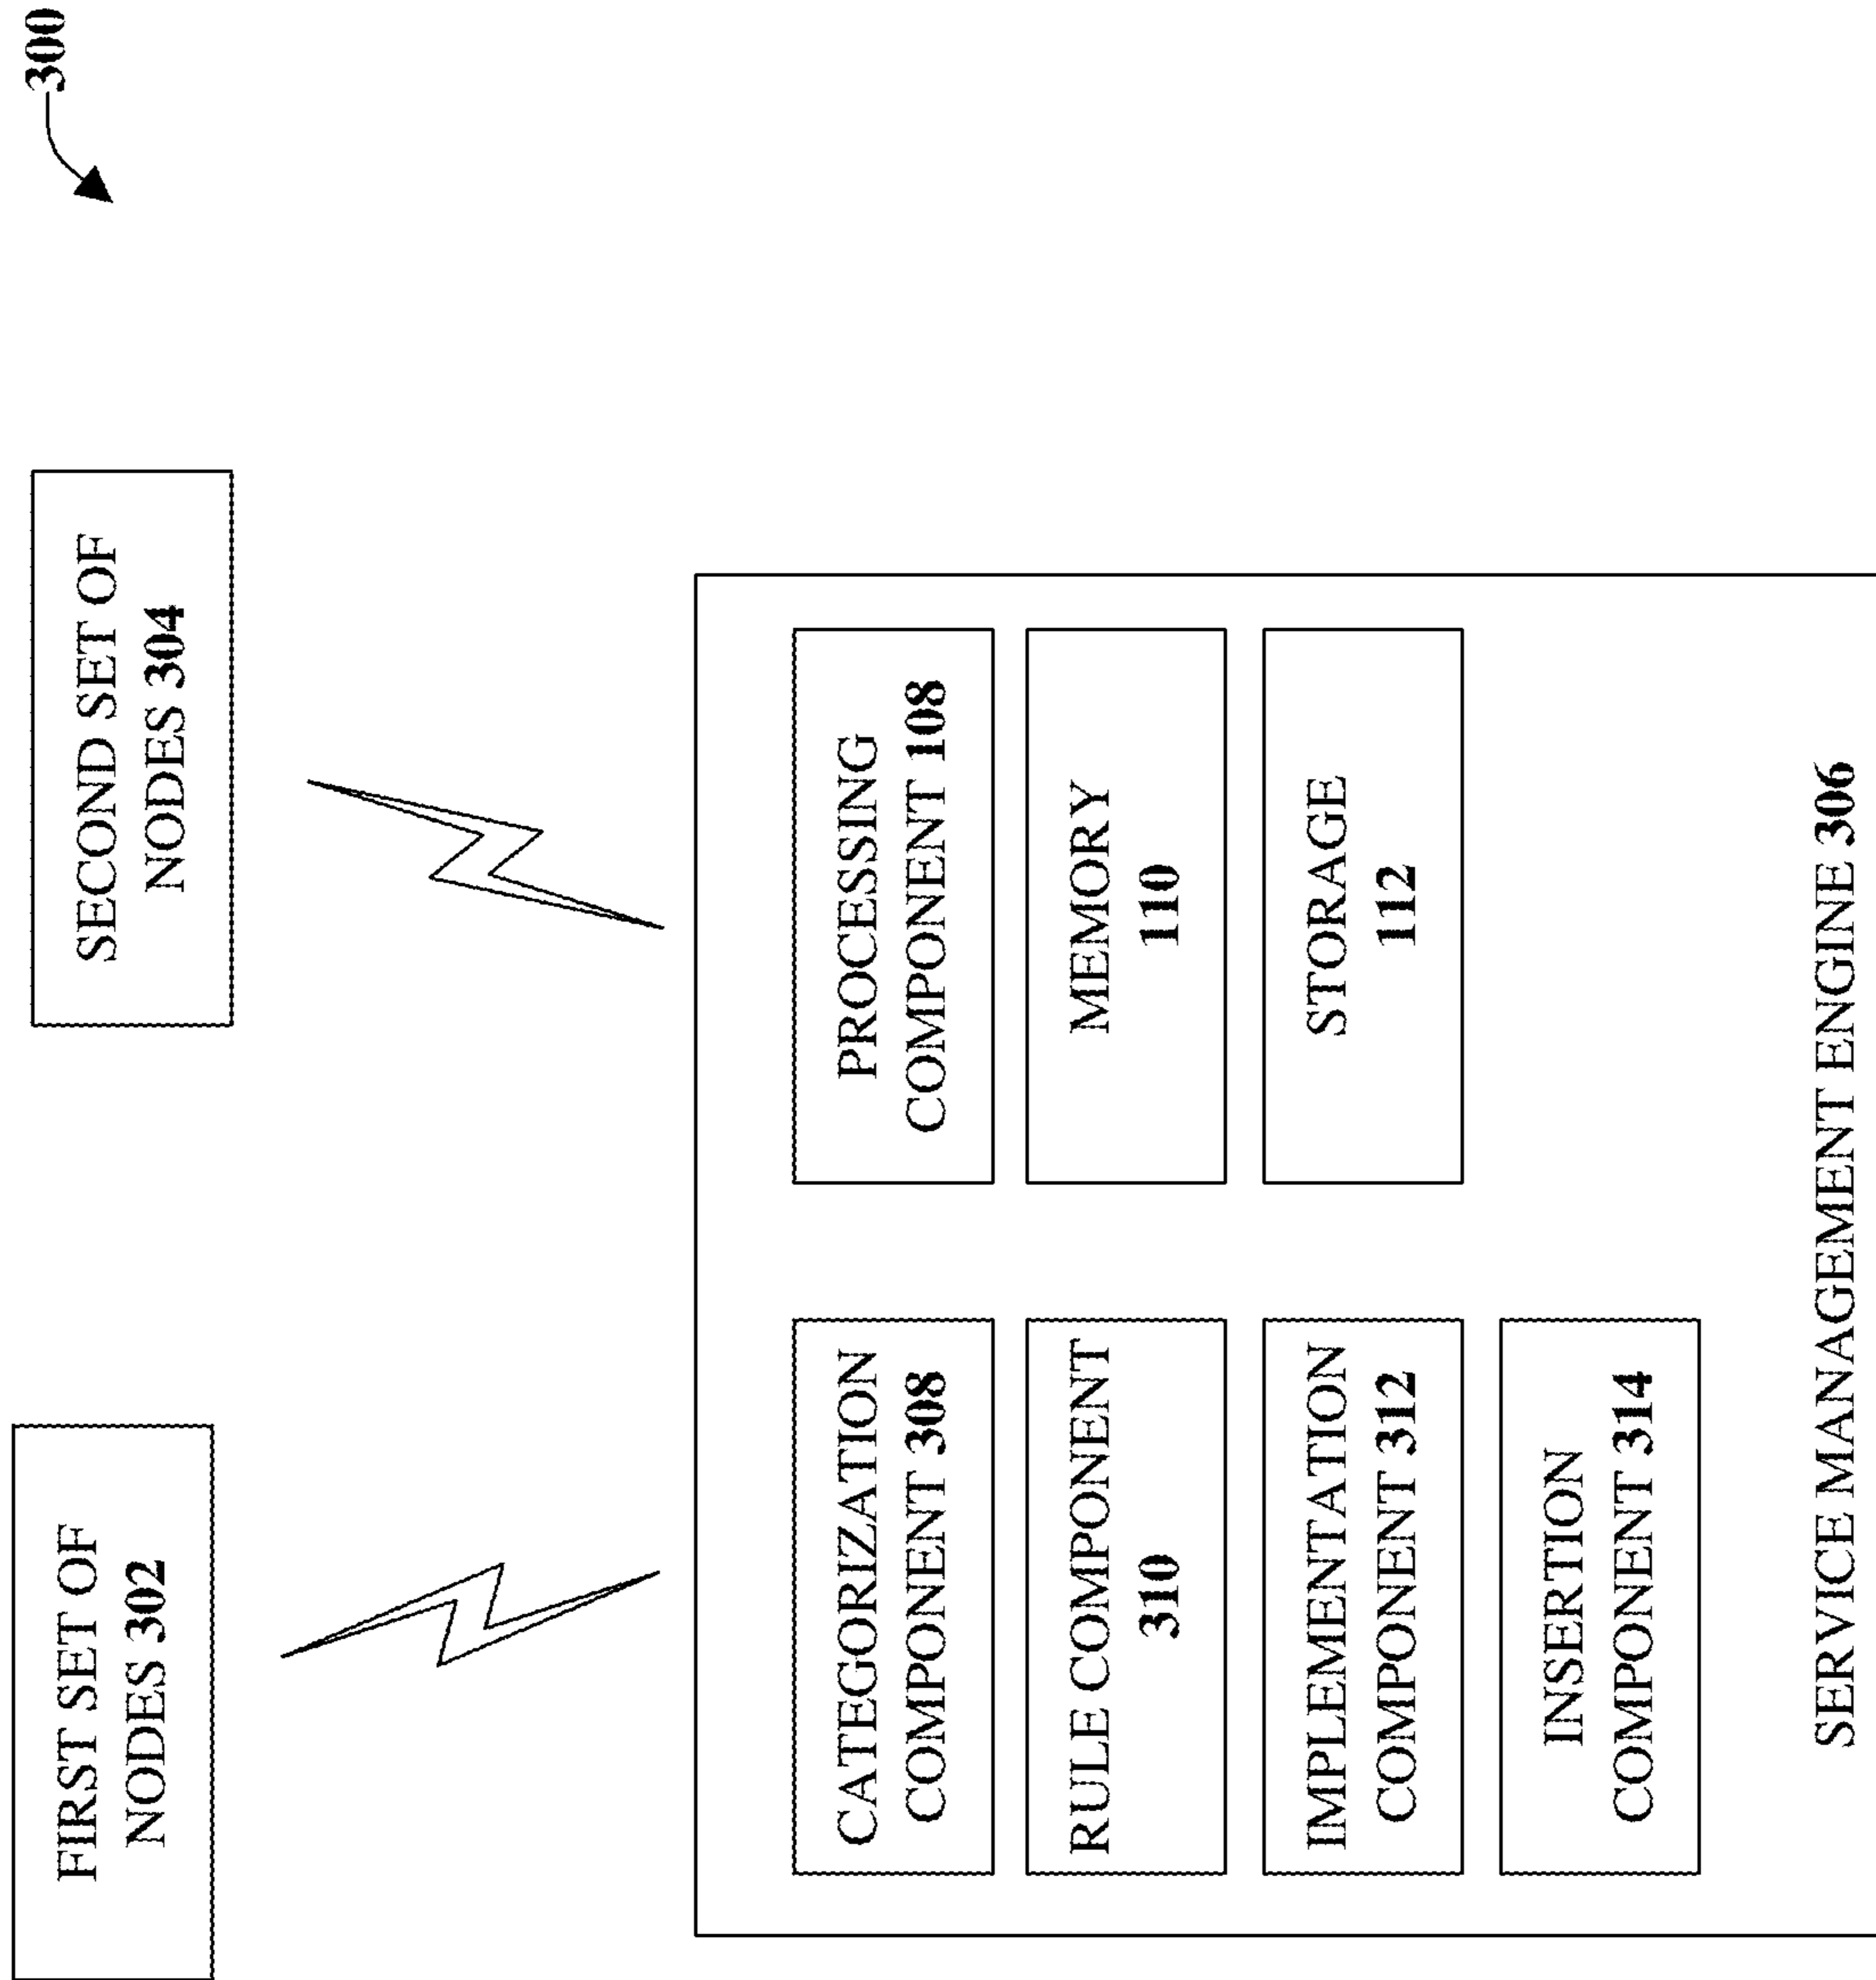 300
FIRST SET OF
NODES 302
SECOND SET OF
NODES 304
CATEGORIZATION
COMPONENT 308
RULE COMPONENT
310
IMPLEMENTATION
COMPONENT 312
INSERTION
COMPONENT 314
PROCESSING
COMPONENT 108
MEMORY
110
STORAGE
112
SERVICE MANAGEMENT ENGINE 306